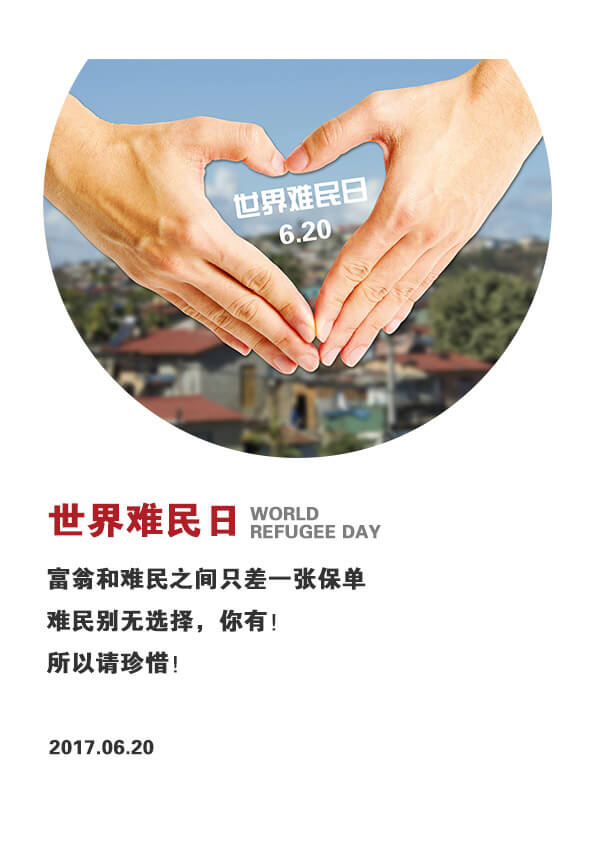 世界难民日
6.20
世界难民日
WORLD
REFUGEE DAY
富翁和难民之间只差一张保单
难民别无选择，你有！
所以请珍惜！
2017.06.20